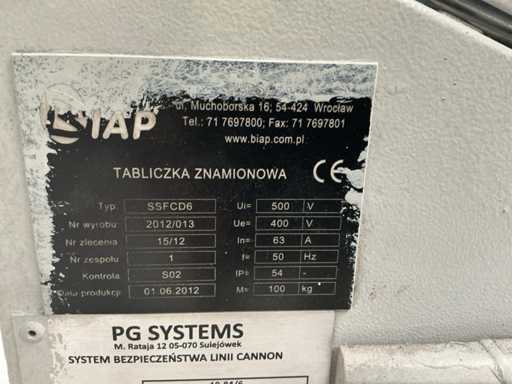 BIAP
ul. Muchoborska 16; 54-424 Wrocław
Tel.: 71 7697800; Fax: 71 7697801
www.biap.com.pl
TABLICZKA ZNAMIONOWA CE
Typ: SSFCD6 Ui= 500 V
Nr wyrobu: 2012/013 Ue= 400 V
Nr zlecenia: 15/12 In= 63 A
Nr zespołu: 1 f= 50 Hz
Kontrola: S02 IP= 54 -
Data produkcji: 01.06.2012 M= 100 kg
PG SYSTEMS
M. Rataja 12 05-070 Sulejówek
SYSTEM BEZPIECZEŃSTWA LINII CANNON